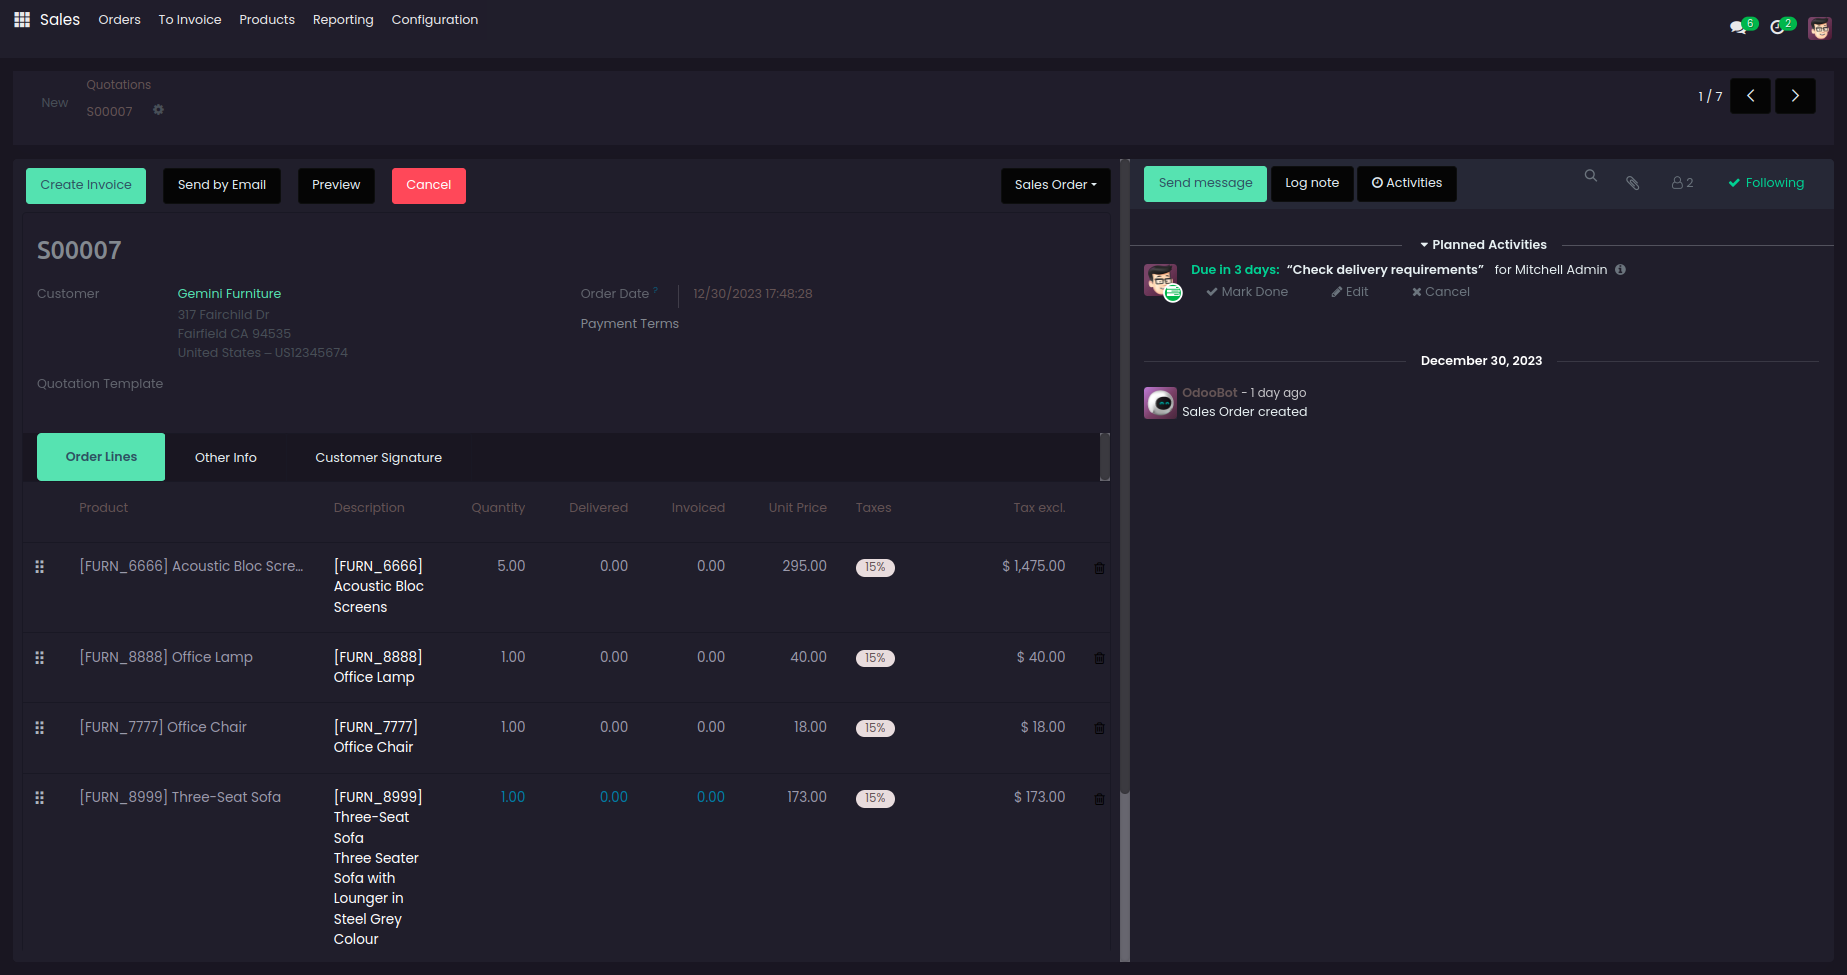 Sales Orders To Invoice Products Reporting Configuration
6 2
New
Quotations
S00007
1 / 7
Create Invoice Send by Email Preview Cancel Sales Order
S00007
Customer Gemini Furniture
317 Fairchild Dr
Fairfield CA 94535
United States – US12345674
Quotation Template
Order Date ? 12/30/2023 17:48:28
Payment Terms
Order Lines Other Info Customer Signature
Product Description Quantity Delivered Invoiced Unit Price Taxes Tax excl.
[FURN_6666] Acoustic Bloc Scre... [FURN_6666] 5.00 0.00 0.00 295.00 15% $ 1,475.00
Acoustic Bloc
Screens
[FURN_8888] Office Lamp [FURN_8888] 1.00 0.00 0.00 40.00 15% $ 40.00
Office Lamp
[FURN_7777] Office Chair [FURN_7777] 1.00 0.00 0.00 18.00 15% $ 18.00
Office Chair
[FURN_8999] Three-Seat Sofa [FURN_8999] 1.00 0.00 0.00 173.00 15% $ 173.00
Three-Seat
Sofa
Three Seater
Sofa with
Lounger in
Steel Grey
Colour
Send message Log note Activities 2 Following
Planned Activities
Due in 3 days: “Check delivery requirements” for Mitchell Admin
Mark Done Edit Cancel
December 30, 2023
OdooBot - 1 day ago
Sales Order created